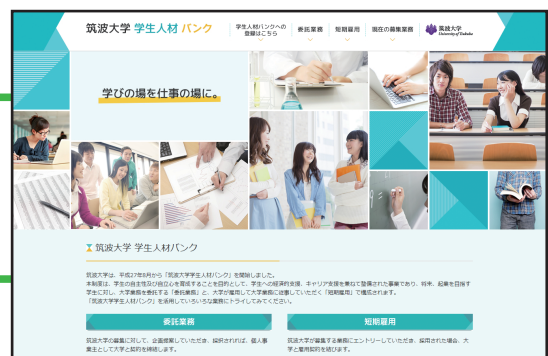 筑波大学 学生人材 バンク
学生人材バンクへの
登録はこちら
委託業務
短期雇用
現在の募集業務
筑波大学
University of Tsukuba
学びの場を仕事の場に。
筑波大学 学生人材バンク
筑波大学は、平成27年8月から「筑波大学学生人材バンク」を開始しました。
本制度は、学生の自主性及び自立心を育成することを目的として、学生への経済的支援、キャリア支援を兼ねて整備された事業であり、将来、起業を目指す
学生に対し、大学業務を委託する「委託業務」と、大学が雇用して大学業務に従事していただく「短期雇用」で構成されます。
「筑波大学学生人材バンク」を活用していろいろな業務にトライしてみてください。
委託業務
短期雇用
筑波大学の募集に対して、企画提案していただき、採択されれば、個人事
業主として大学と契約を締結します。
筑波大学が募集する業務にエントリーしていただき、採用された場合、大
学と雇用契約を結びます。